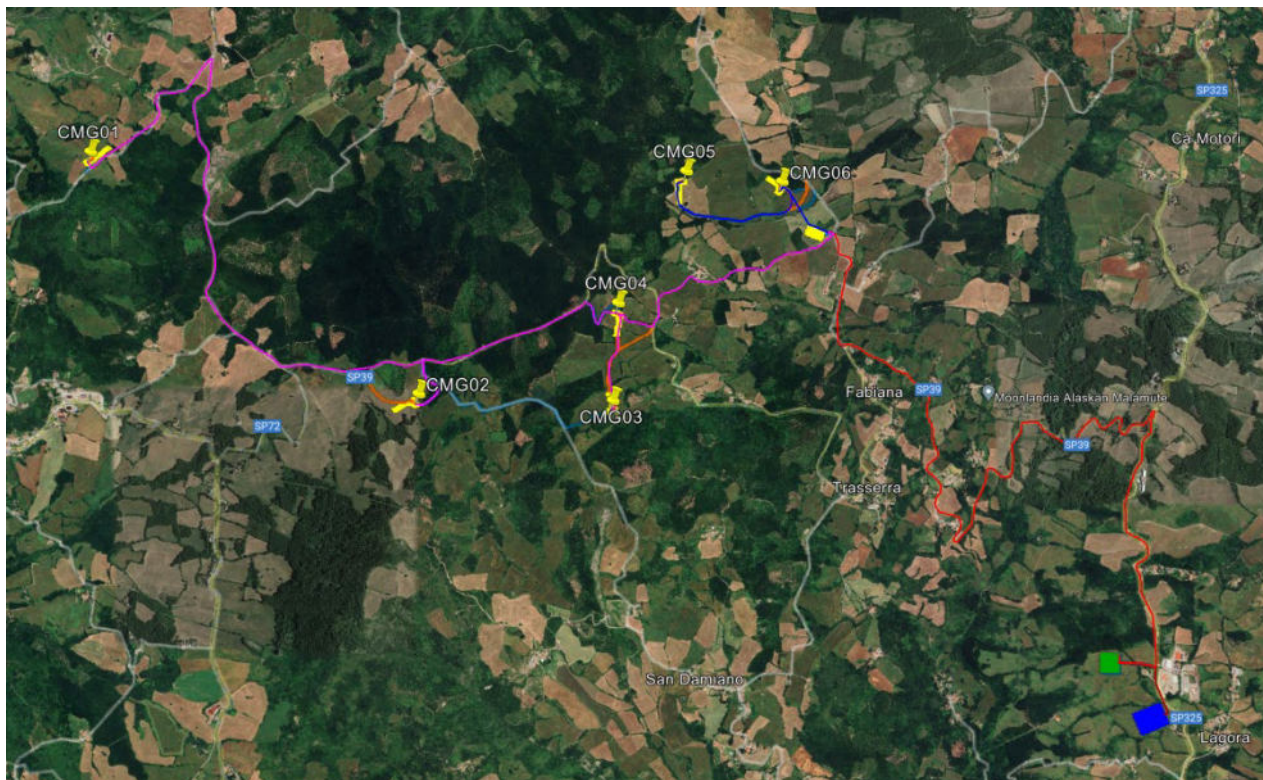 SP325
Ca Motori
CMG01
CMG05
CMG06
CMG04
SP39
CMG02
CMG03
Fabiana
SP39
Moonlandia Alaskan Malamute
SP72
SP39
Trasserra
San Damiano
SP325
Lagora